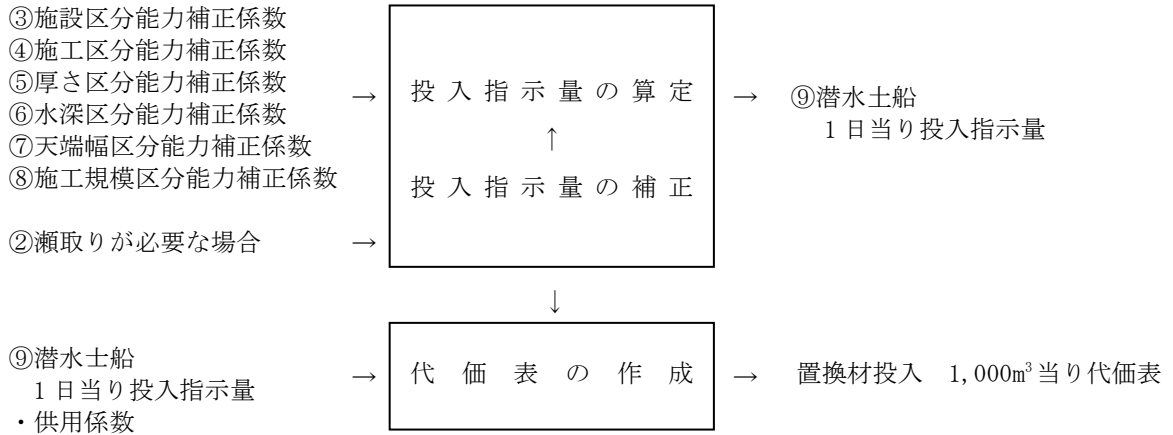 ③施設区分能力補正係数
④施工区分能力補正係数
⑤厚さ区分能力補正係数
⑥水深区分能力補正係数
⑦天端幅区分能力補正係数
⑧施工規模区分能力補正係数
→
投入指示量の算定
↑
投入指示量の補正
→
⑨潜水士船
1日当り投入指示量
②瀬取りが必要な場合
→
↓
⑨潜水士船
1日当り投入指示量
・供用係数
→
代価表の作成
→
置換材投入 1,000m³当り代価表